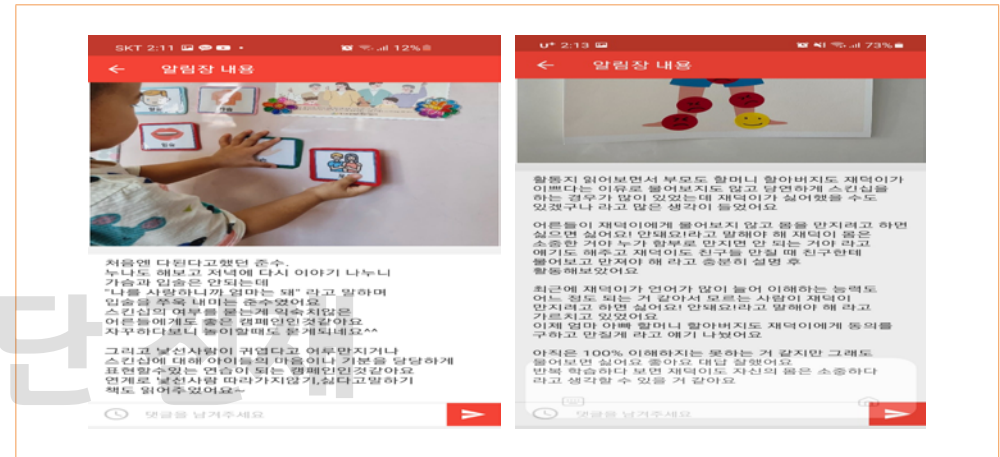 SKT 2:11
12%
알림장 내용
처음엔 다된다고했던 준수.
누나도 해보고 저녁에 다시 이야기 나누니
가슴과 입술은 안되는데
"나를 사랑하니까 엄마는 돼" 라고 말하며
입술을 쭈욱 내미는 준수였어요
스킨십의 여부를 묻는게 익숙치않은
어른들에게도 좋은 캠페인인것같아요
자꾸하다보니 놀이할때도 묻게되네요^^
그리고 낯선사람이 귀엽다고 어루만지거나
스킨십에 대해 아이들의 마음이나 기분을 당당하게
표현할수있는 연습이 되는 캠페인인것같아요
연계로 낯선사람 따라가지않기,싫다고말하기
책도 읽어주었어요~
댓글을 남겨주세요
U+ 2:13
73%
알림장 내용
활동지 읽어보면서 부모도 할머니 할아버지도 재덕이가
이쁘다는 이유로 물어보지도 않고 당연하게 스킨십을
하는 경우가 많이 있었는데 재덕이가 싫어했을 수도
있겠구나 라고 많은 생각이 들었어요
어른들이 재덕이에게 물어보지 않고 몸을 만지려고 하면
싫으면 싫어요! 안돼요!라고 말해야 해 재덕이 몸은
소중한 거야 누가 함부로 만지면 안 되는 거야 라고
얘기도 해주고 재덕이도 친구들 만질 때 친구한테
물어보고 만져야 해 라고 충분히 설명 후
활동해보았어요
최근에 재덕이가 언어가 많이 늘어 이해하는 능력도
어느 정도 되는 거 같아서 모르는 사람이 재덕이
만지려고 하면 싫어요! 안돼요!라고 말해야 해 라고
가르치고 있었어요
이제 엄마 아빠 할머니 할아버지도 재덕이에게 동의를
구하고 만질게 라고 얘기 나눴어요
아직은 100% 이해하지는 못하는 거 같지만 그래도
물어보면 싫어요 좋아요 대답 잘했어요
반복 학습하다 보면 재덕이도 자신의 몸은 소중하다
라고 생각할 수 있을 거 같아요
댓글을 남겨주세요